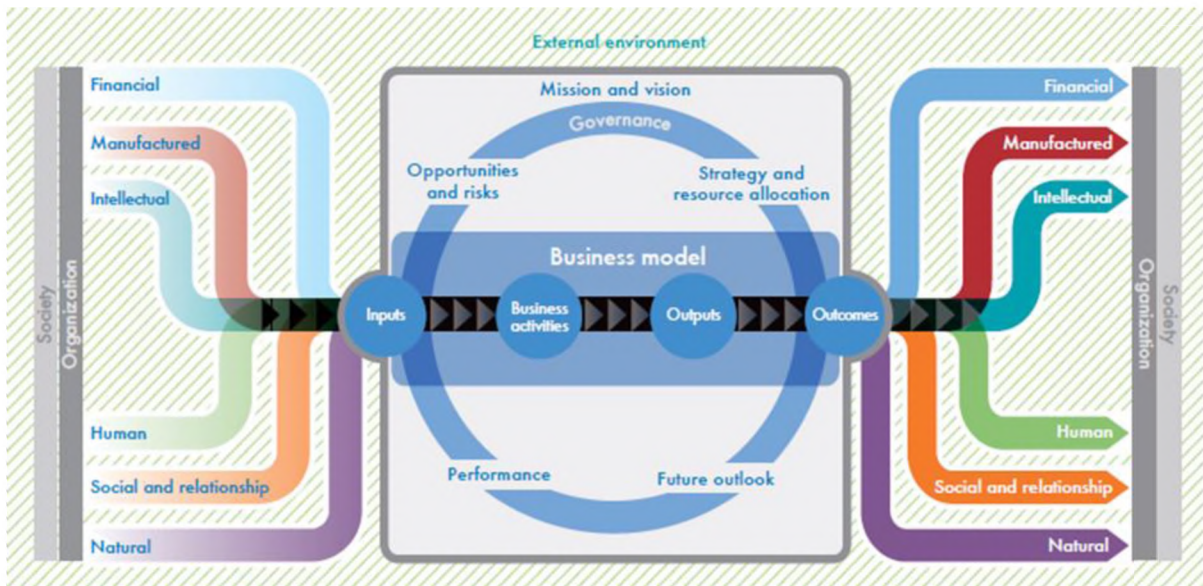 External environment
Society
Organization
Financial
Manufactured
Intellectual
Human
Social and relationship
Natural
Mission and vision
Governance
Opportunities
and risks
Strategy and
resource allocation
Business model
Inputs
Business
activities
Outputs
Outcomes
Performance
Future outlook
Financial
Manufactured
Intellectual
Human
Social and relationship
Natural
Organization
Society